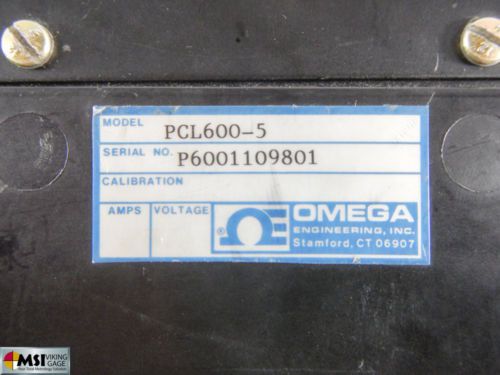 MODEL PCL600-5
SERIAL NO. P6001109801
CALIBRATION
AMPS VOLTAGE
® OMEGA
ENGINEERING, INC.
Stamford, CT 06907
MSI VIKING GAGE